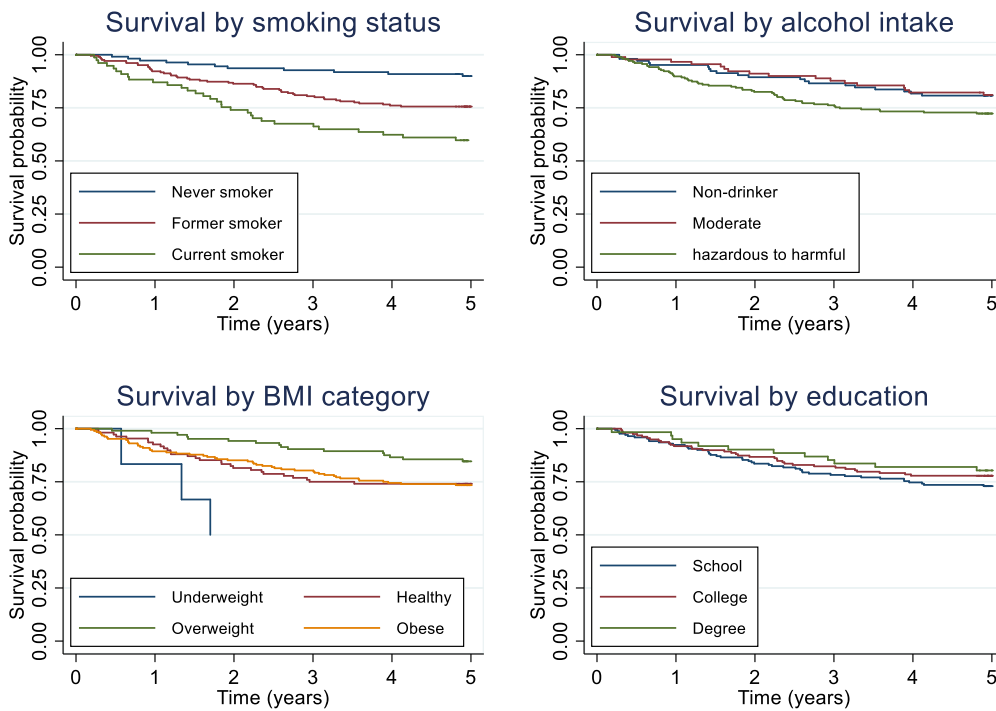 Survival by smoking status
Survival probability
1.00
0.75
0.50
0.25
0.00
Never smoker
Former smoker
Current smoker
0 1 2 3 4 5
Time (years)
Survival by alcohol intake
Survival probability
1.00
0.75
0.50
0.25
0.00
Non-drinker
Moderate
hazardous to harmful
0 1 2 3 4 5
Time (years)
Survival by BMI category
Survival probability
1.00
0.75
0.50
0.25
0.00
Underweight Healthy
Overweight Obese
0 1 2 3 4 5
Time (years)
Survival by education
Survival probability
1.00
0.75
0.50
0.25
0.00
School
College
Degree
0 1 2 3 4 5
Time (years)